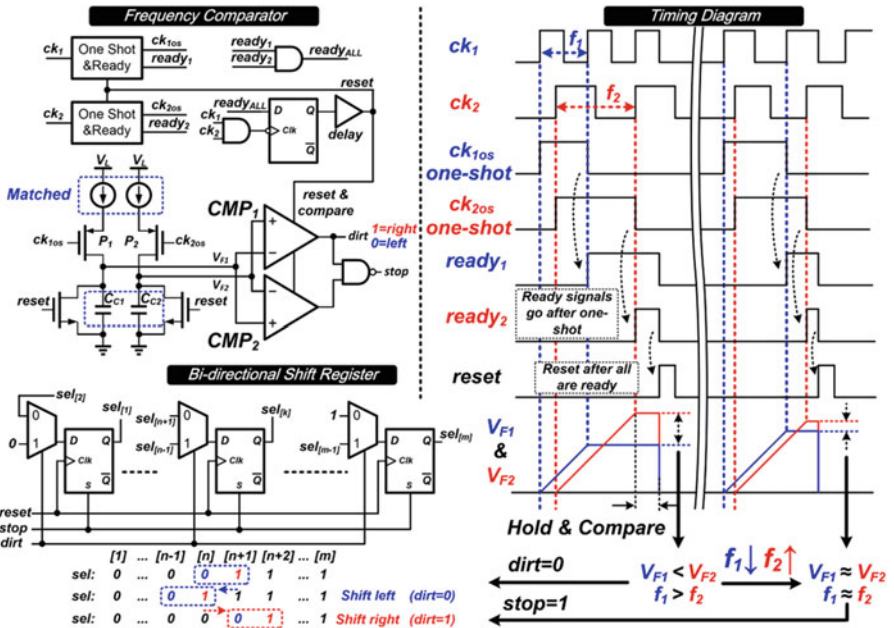 Frequency Comparator
ck1
One Shot
&Ready
ck1os
ready1
ready1
ready2
readyALL
reset
ck2
One Shot
&Ready
ck2os
ready2
readyALL
ck1
ck2
D
Q
Clk
Q
delay
VL
VL
Matched
ck1os
P1
P2
ck2os
reset
CC1
CC2
reset
VF1
VF2
CMP1
CMP2
reset &
compare
1=right
0=left
dirt
stop
Bi-directional Shift Register
sel[2]
0
0
1
sel[1]
D
Q
Clk
Q
S
sel[n+1]
sel[n-1]
0
1
sel[k]
D
Q
Clk
Q
S
1
sel[m-1]
0
1
D
Q
Clk
Q
S
sel[m]
reset
stop
dirt
[1] ... [n-1] [n] [n+1] [n+2] ... [m]
sel: 0 ... 0 0 1 1 ... 1
sel: 0 ... 0 1 1 1 ... 1 Shift left (dirt=0)
sel: 0 ... 0 0 0 1 ... 1 Shift right (dirt=1)
Timing Diagram
ck1
f1
ck2
f2
ck1os
one-shot
ck2os
one-shot
ready1
ready2
Ready signals
go after one-
shot
reset
Reset after all
are ready
VF1
&
VF2
Hold & Compare
dirt=0
VF1 < VF2
f1 > f2
f1↓ f2↑
VF1 ≈ VF2
f1 ≈ f2
stop=1